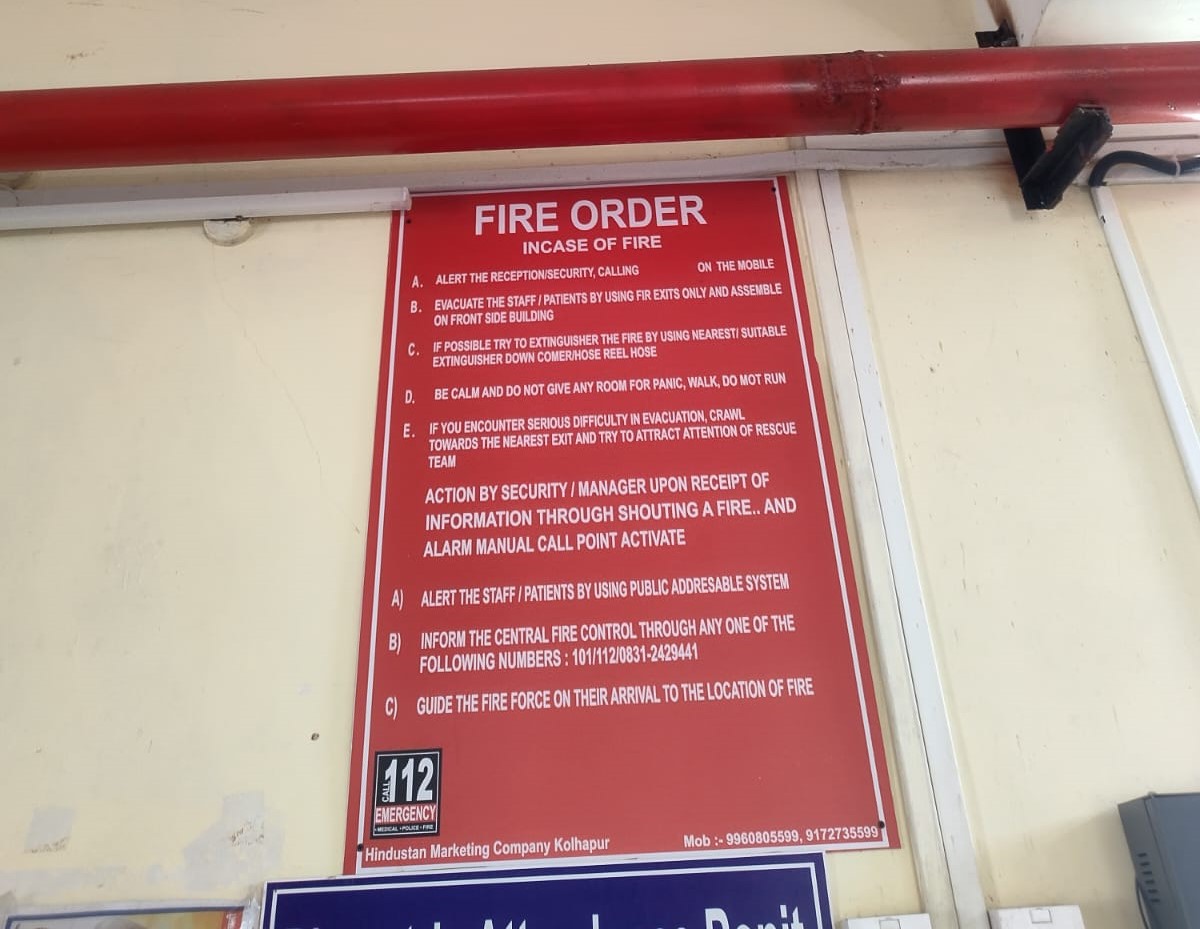 FIRE ORDER
INCASE OF FIRE
A. ALERT THE RECEPTION/SECURITY, CALLING ON THE MOBILE
B. EVACUATE THE STAFF / PATIENTS BY USING FIR EXITS ONLY AND ASSEMBLE
ON FRONT SIDE BUILDING
C. IF POSSIBLE TRY TO EXTINGUISHER THE FIRE BY USING NEAREST/ SUITABLE
EXTINGUISHER DOWN COMER/HOSE REEL HOSE
D. BE CALM AND DO NOT GIVE ANY ROOM FOR PANIC, WALK, DO MOT RUN
E. IF YOU ENCOUNTER SERIOUS DIFFICULTY IN EVACUATION, CRAWL
TOWARDS THE NEAREST EXIT AND TRY TO ATTRACT ATTENTION OF RESCUE
TEAM
ACTION BY SECURITY / MANAGER UPON RECEIPT OF
INFORMATION THROUGH SHOUTING A FIRE.. AND
ALARM MANUAL CALL POINT ACTIVATE
A) ALERT THE STAFF / PATIENTS BY USING PUBLIC ADDRESABLE SYSTEM
B) INFORM THE CENTRAL FIRE CONTROL THROUGH ANY ONE OF THE
FOLLOWING NUMBERS : 101/112/0831-2429441
C) GUIDE THE FIRE FORCE ON THEIR ARRIVAL TO THE LOCATION OF FIRE
CALL 112
EMERGENCY
• MEDICAL • POLICE • FIRE
Hindustan Marketing Company Kolhapur Mob :- 9960805599, 9172735599